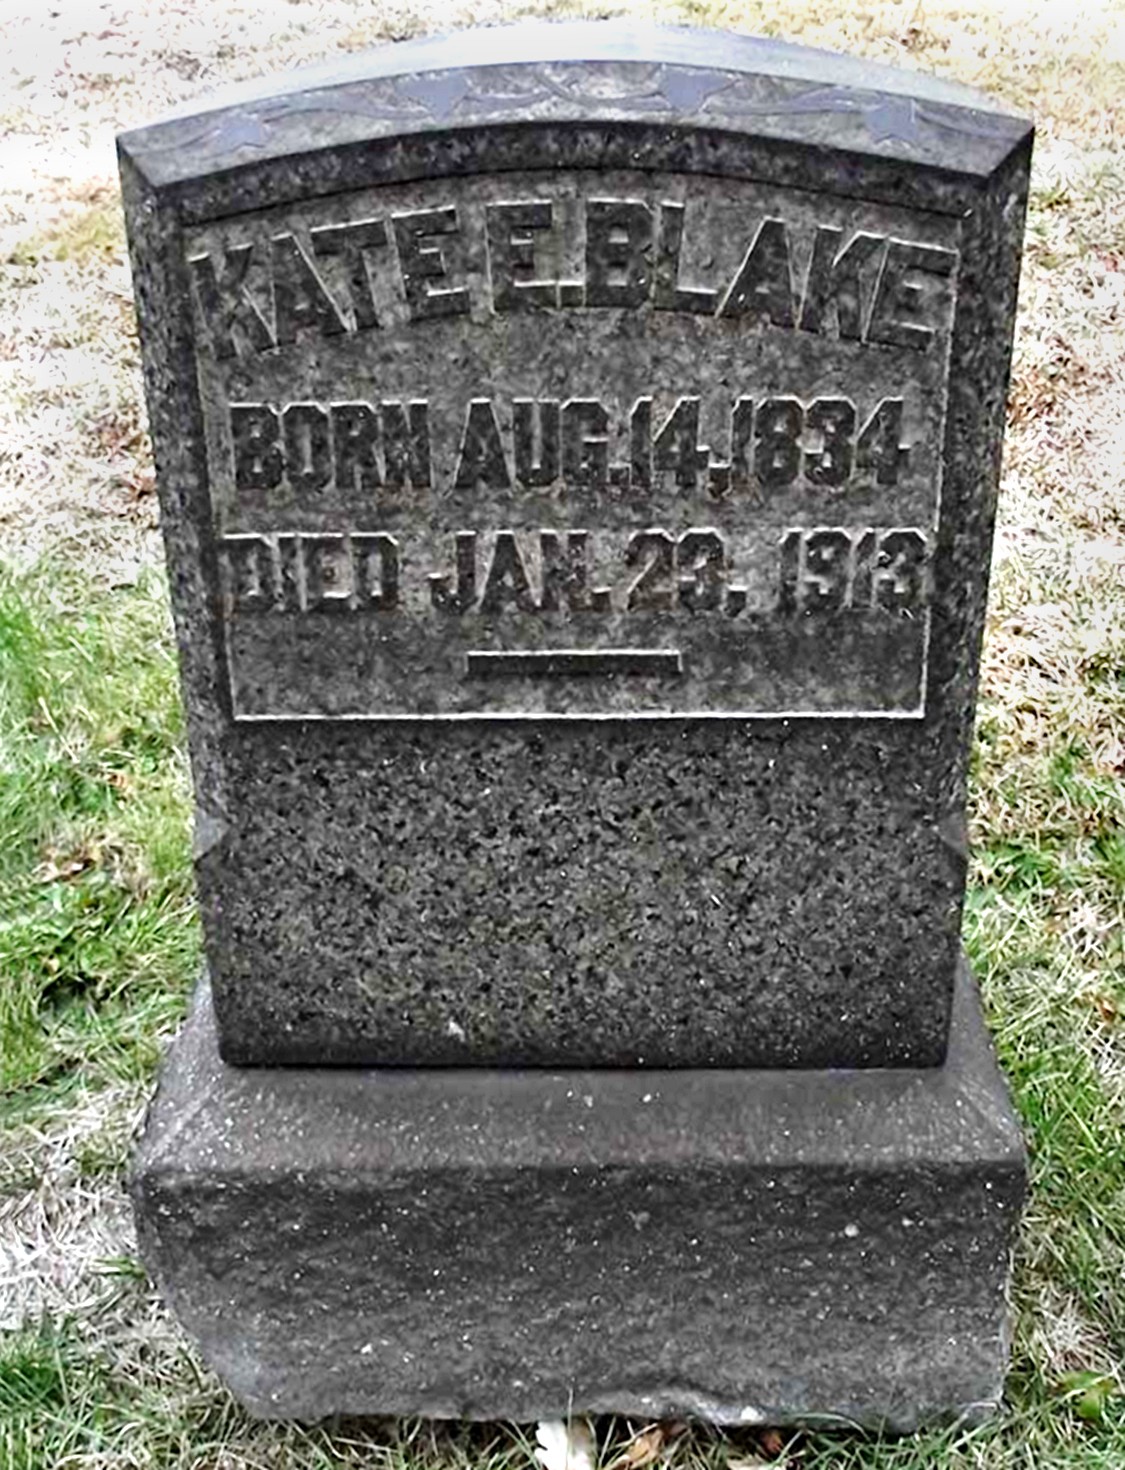 KATE E. BLAKE
BORN AUG. 14, 1834
DIED JAN. 23, 1913